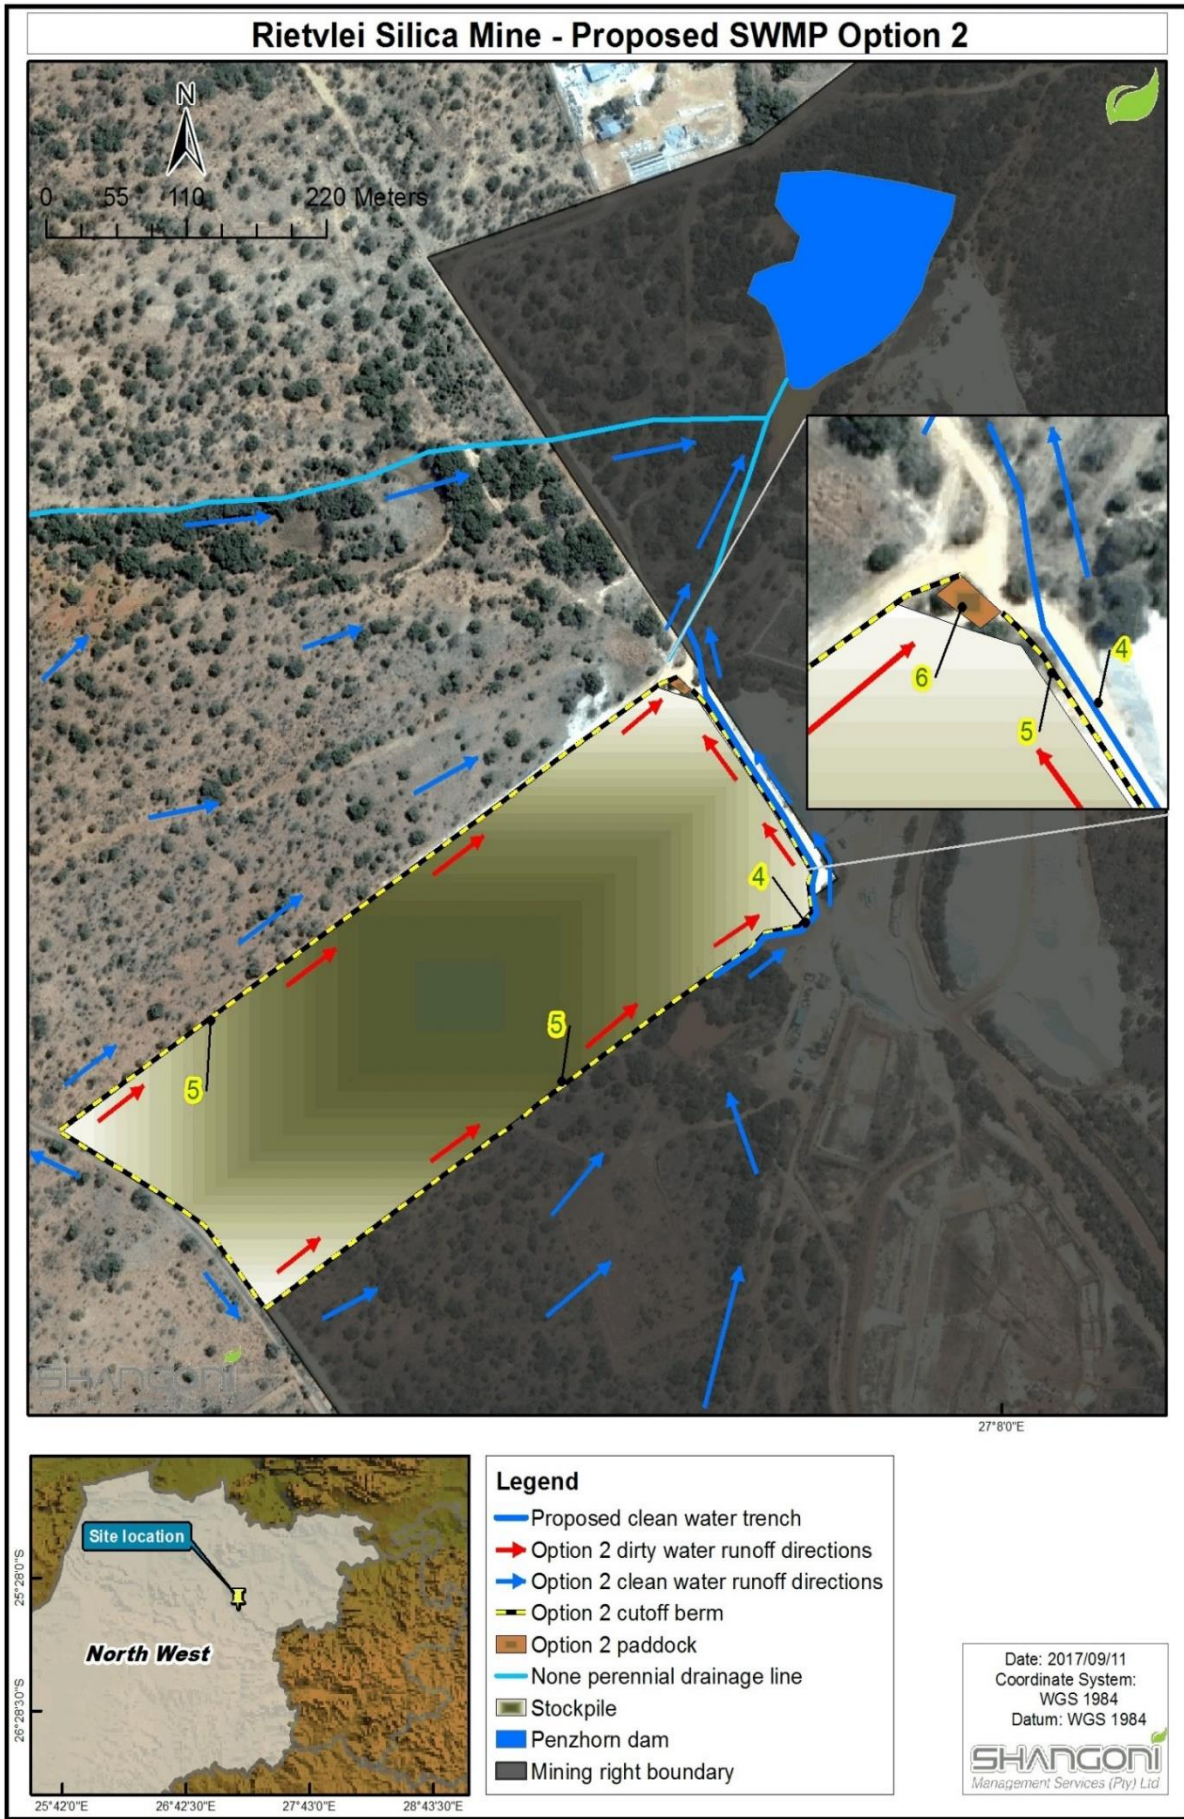 Rietvlei Silica Mine - Proposed SWMP Option 2
N
0 55 110 220 Meters
4
6
5
4
5
5
SHANGONI
27°8'0"E
Site location
North West
25°28'0"S
26°28'30"S
25°42'0"E 26°42'30"E 27°43'0"E 28°43'30"E
Legend
Proposed clean water trench
Option 2 dirty water runoff directions
Option 2 clean water runoff directions
Option 2 cutoff berm
Option 2 paddock
None perennial drainage line
Stockpile
Penzhorn dam
Mining right boundary
Date: 2017/09/11
Coordinate System:
WGS 1984
Datum: WGS 1984
SHANGONI
Management Services (Pty) Ltd